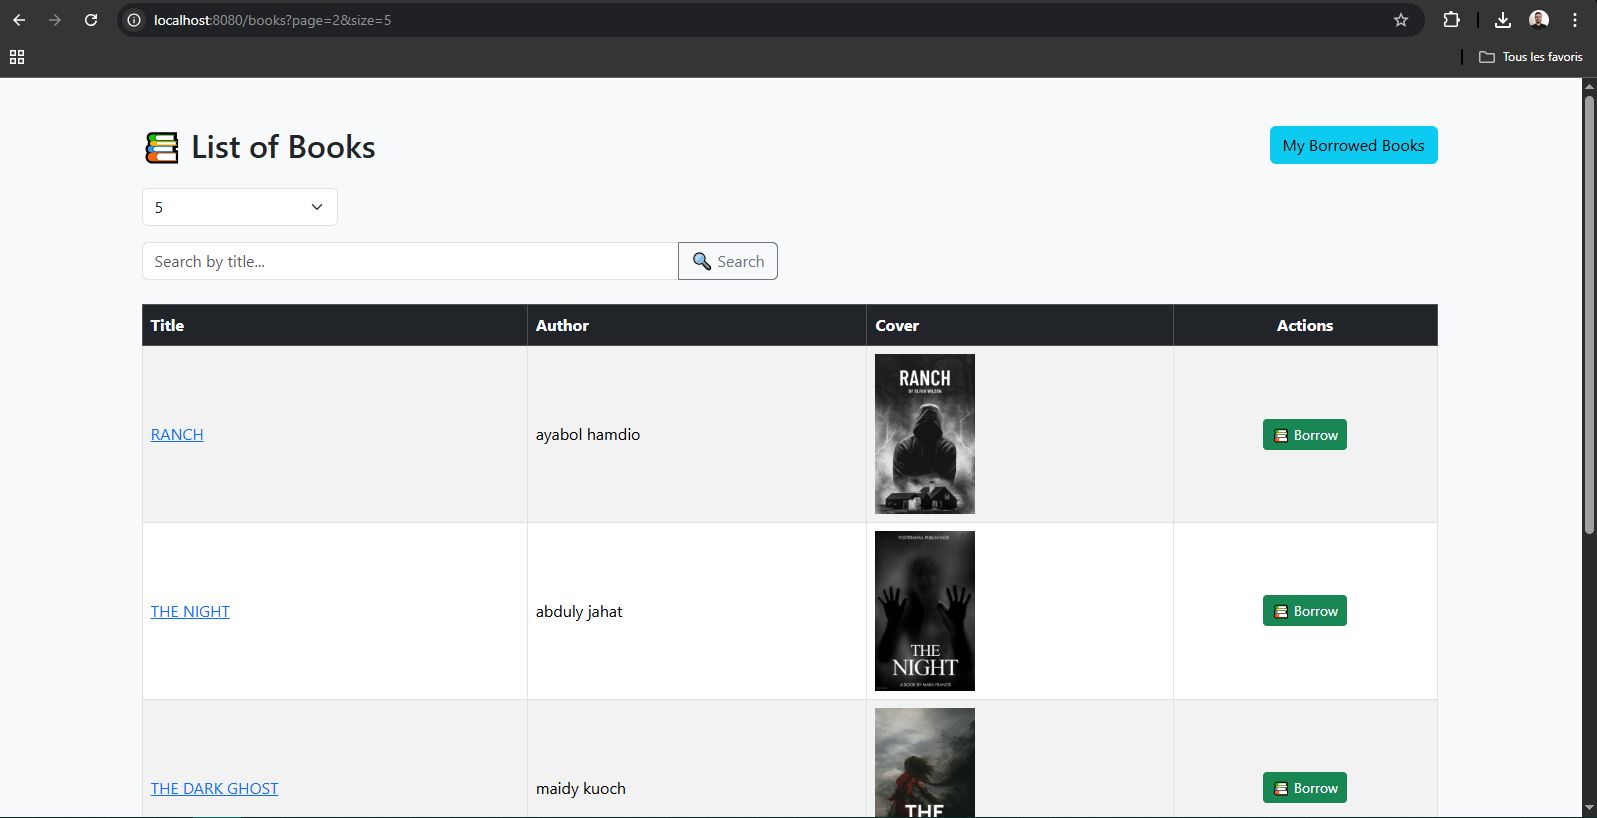 localhost:8080/books?page=2&size=5
Tous les favoris
List of Books
My Borrowed Books
5
Search by title...
Search
Title Author Cover Actions
RANCH
BY OLIVIA WILSON
RANCH ayabol hamdio Borrow
THE NIGHT abduly jahat Borrow
THE
NIGHT
A BOOK BY MARA FRANZIS
THE DARK GHOST maidy kuoch Borrow
THE